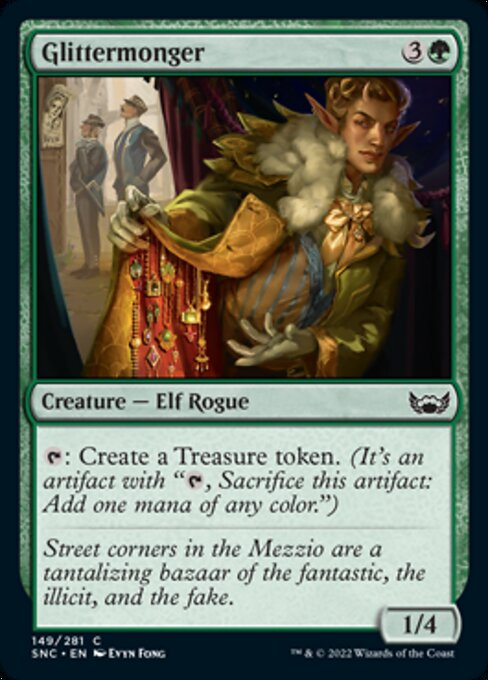 Glittermonger 3
Creature — Elf Rogue
: Create a Treasure token. (It's an
artifact with “, Sacrifice this artifact:
Add one mana of any color.”)
Street corners in the Mezzio are a
tantalizing bazaar of the fantastic, the
illicit, and the fake.
1/4
149/281 C
SNC • EN Evyn Fong
™ & © 2022 Wizards of the Coast